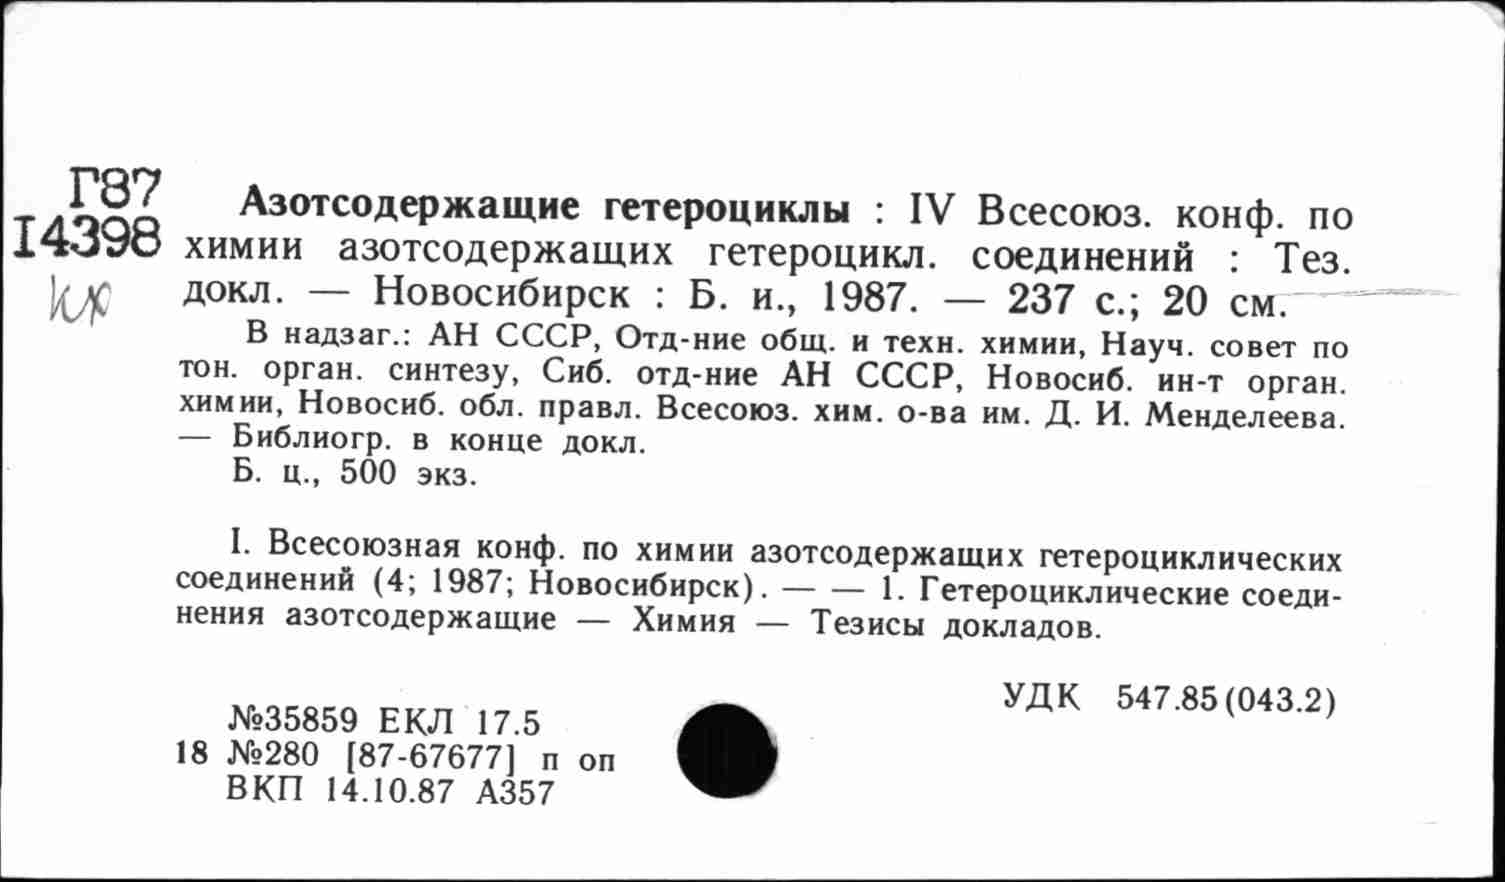 Г87
I4398
кх
Азотсодержащие гетероциклы : IV Всесоюз. конф. по
химии азотсодержащих гетероцикл. соединений : Тез.
докл. — Новосибирск : Б. и., 1987. — 237 с.; 20 см.
В надзаг.: АН СССР, Отд-ние общ. и техн. химии, Науч. совет по
тон. орган. синтезу, Сиб. отд-ние АН СССР, Новосиб. ин-т орган.
химии, Новосиб. обл. правл. Всесоюз. хим. о-ва им. Д. И. Менделеева.
— Библиогр. в конце докл.
Б. ц., 500 экз.
I. Всесоюзная конф. по химии азотсодержащих гетероциклических
соединений (4; 1987; Новосибирск). — — 1. Гетероциклические соеди-
нения азотсодержащие — Химия — Тезисы докладов.
УДК 547.85(043.2)
№35859 ЕКЛ 17.5
18 №280 [87-67677] п оп
ВКП 14.10.87 А357